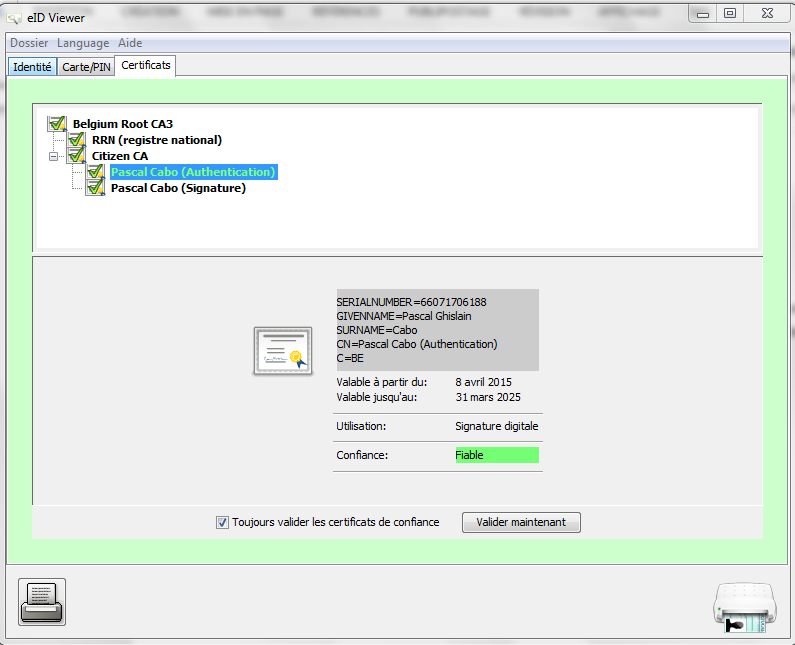 eID Viewer
Dossier Language Aide
Identité Carte/PIN Certificats
Belgium Root CA3
RRN (registre national)
Citizen CA
Pascal Cabo (Authentication)
Pascal Cabo (Signature)
SERIALNUMBER=66071706188
GIVENNAME=Pascal Ghislain
SURNAME=Cabo
CN=Pascal Cabo (Authentication)
C=BE
Valable à partir du: 8 avril 2015
Valable jusqu'au: 31 mars 2025
Utilisation: Signature digitale
Confiance: Fiable
Toujours valider les certificats de confiance Valider maintenant